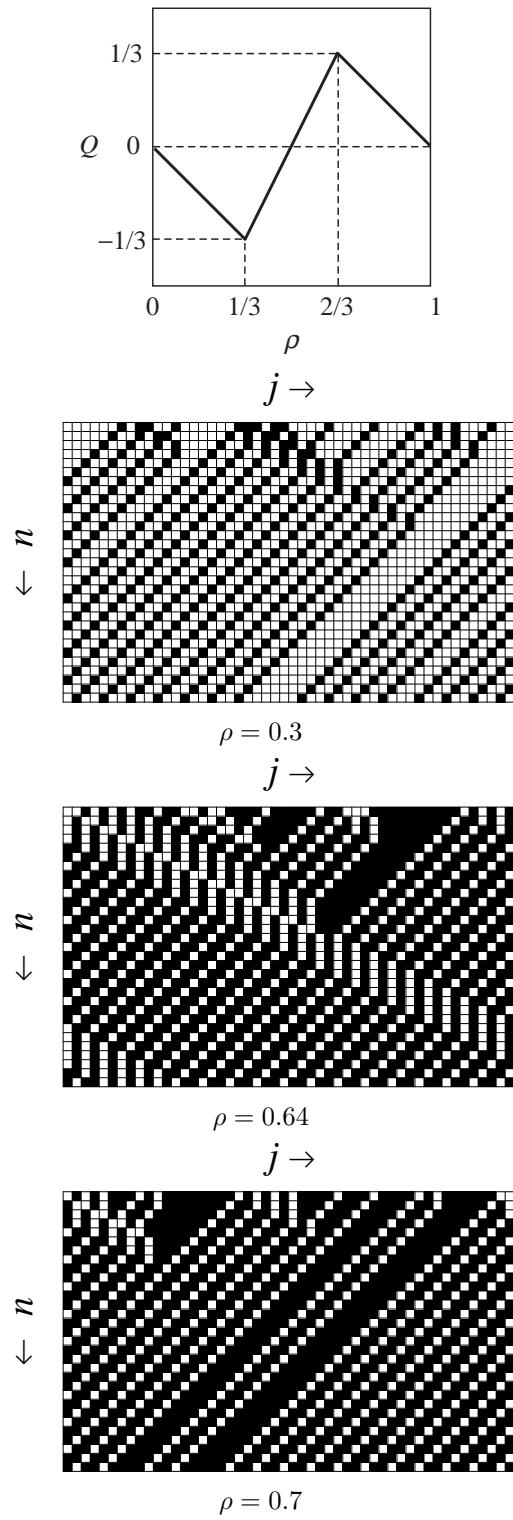 1/3
Q 0
−1/3
0 1/3 2/3 1
ρ
j →
← n
ρ = 0.3
j →
← n
ρ = 0.64
j →
← n
ρ = 0.7